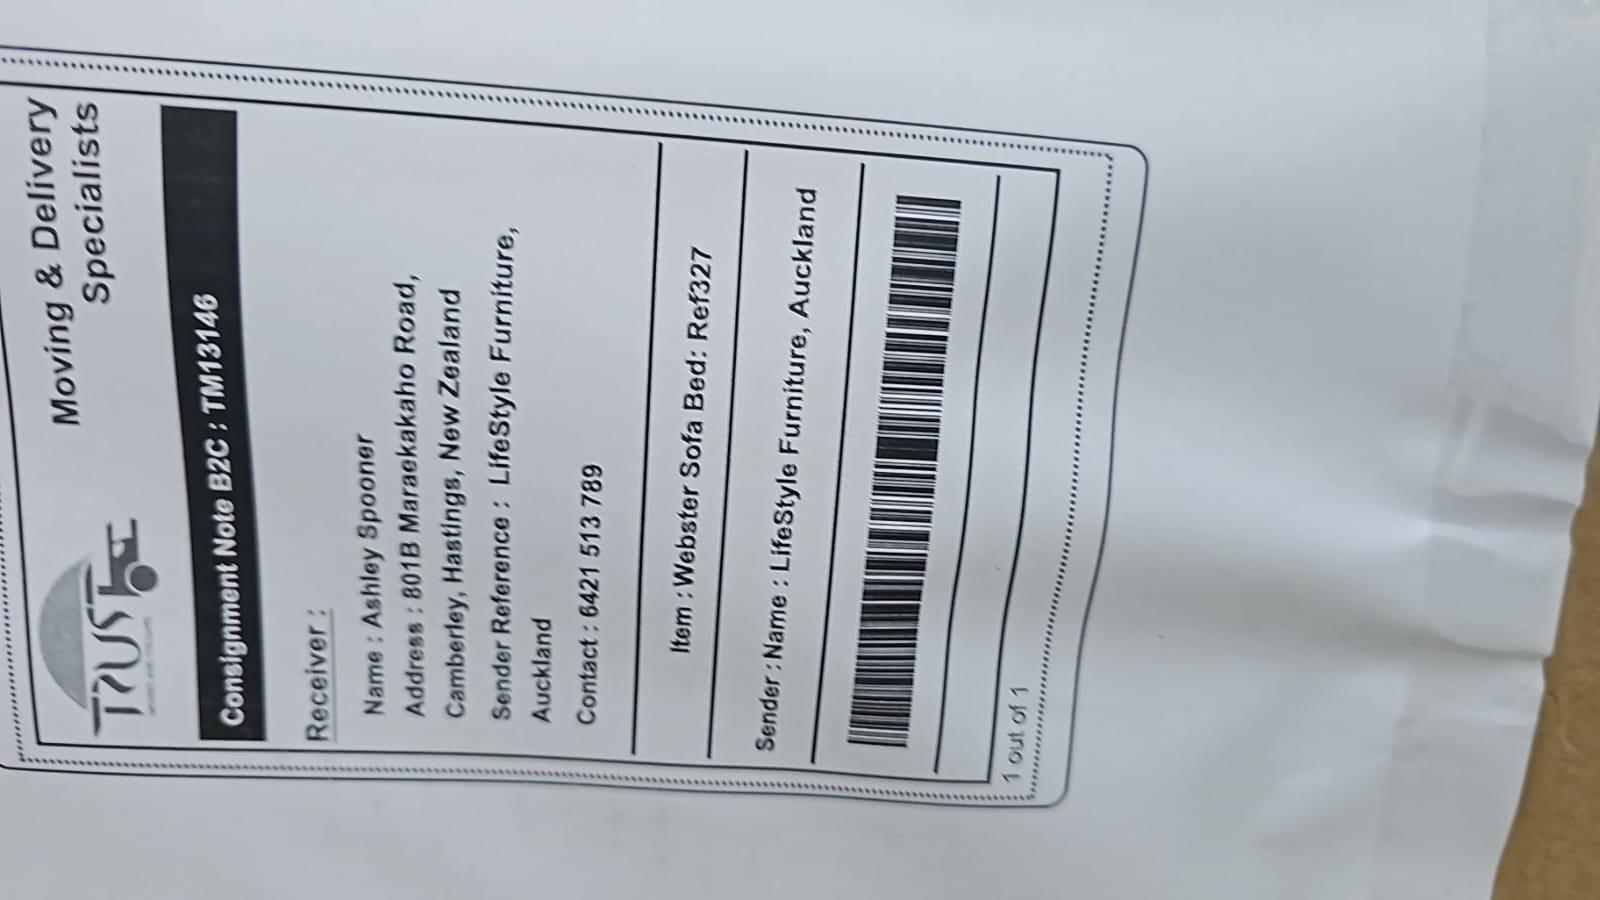 TRUST
Moving & Delivery
Specialists
Consignment Note B2C : TM13146
Receiver :
Name : Ashley Spooner
Address : 801B Maraekakaho Road,
Camberley, Hastings, New Zealand
Sender Reference : LifeStyle Furniture,
Auckland
Contact : 6421 513 789
Item : Webster Sofa Bed: Ref327
Sender : Name : LifeStyle Furniture, Auckland
1 out of 1